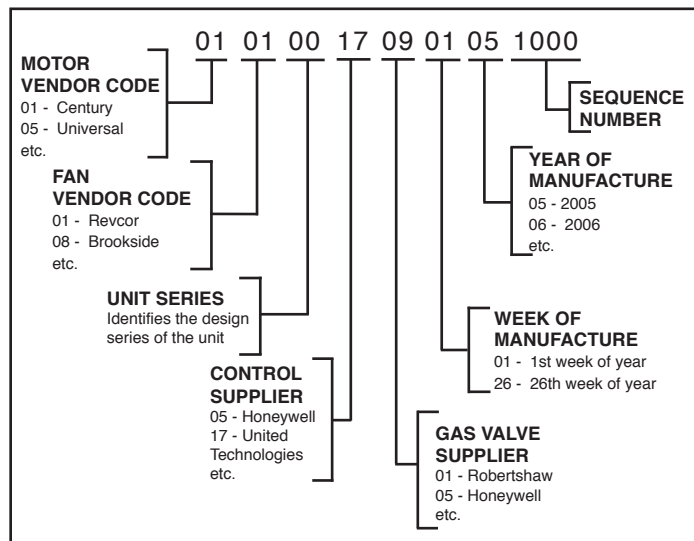 01 01 00 17 09 01 05 1000
MOTOR
VENDOR CODE
01 - Century
05 - Universal
etc.
FAN
VENDOR CODE
01 - Revcor
08 - Brookside
etc.
UNIT SERIES
Identifies the design
series of the unit
CONTROL
SUPPLIER
05 - Honeywell
17 - United
Technologies
etc.
SEQUENCE
NUMBER
YEAR OF
MANUFACTURE
05 - 2005
06 - 2006
etc.
WEEK OF
MANUFACTURE
01 - 1st week of year
26 - 26th week of year
GAS VALVE
SUPPLIER
01 - Robertshaw
05 - Honeywell
etc.